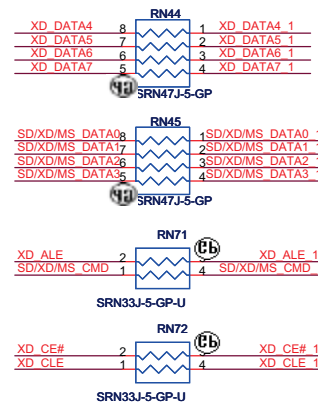 RN44
XD_DATA4 8 1 XD_DATA4_1
XD_DATA5 7 2 XD_DATA5_1
XD_DATA6 6 3 XD_DATA6_1
XD_DATA7 5 4 XD_DATA7_1
SRN47J-5-GP
RN45
SD/XD/MS_DATA0 8 1 SD/XD/MS_DATA0_1
SD/XD/MS_DATA1 7 2 SD/XD/MS_DATA1_1
SD/XD/MS_DATA2 6 3 SD/XD/MS_DATA2_1
SD/XD/MS_DATA3 5 4 SD/XD/MS_DATA3_1
SRN47J-5-GP
RN71
XD_ALE 2 XD_ALE_1
SD/XD/MS_CMD 1 4 SD/XD/MS_CMD_
SRN33J-5-GP-U
RN72
XD_CE# 2 XD_CE#_1
XD_CLE 1 4 XD_CLE_1
SRN33J-5-GP-U